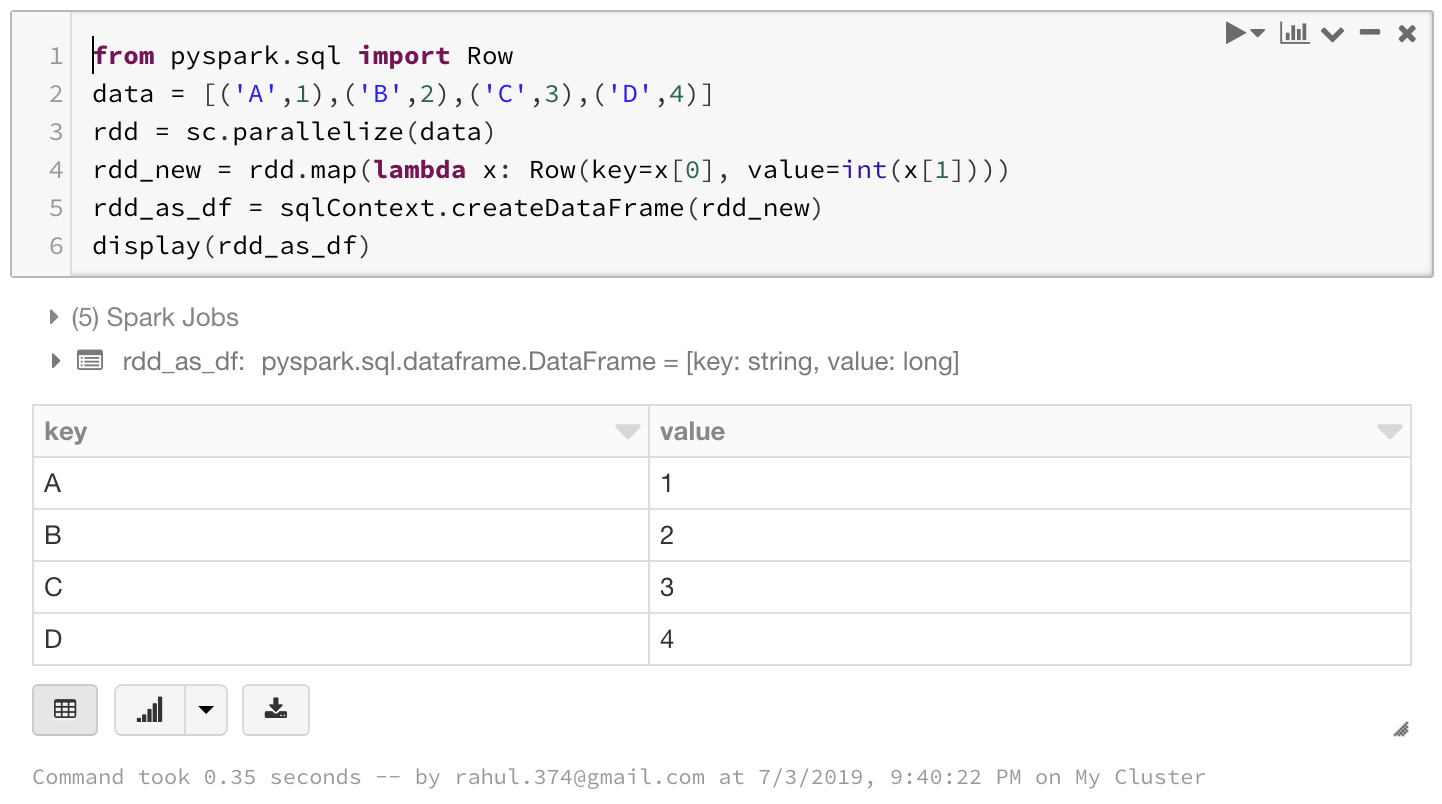 1 from pyspark.sql import Row
2 data = [('A',1),('B',2),('C',3),('D',4)]
3 rdd = sc.parallelize(data)
4 rdd_new = rdd.map(lambda x: Row(key=x[0], value=int(x[1])))
5 rdd_as_df = sqlContext.createDataFrame(rdd_new)
6 display(rdd_as_df)
(5) Spark Jobs
rdd_as_df: pyspark.sql.dataframe.DataFrame = [key: string, value: long]
key value
A 1
B 2
C 3
D 4
Command took 0.35 seconds -- by rahul.374@gmail.com at 7/3/2019, 9:40:22 PM on My Cluster